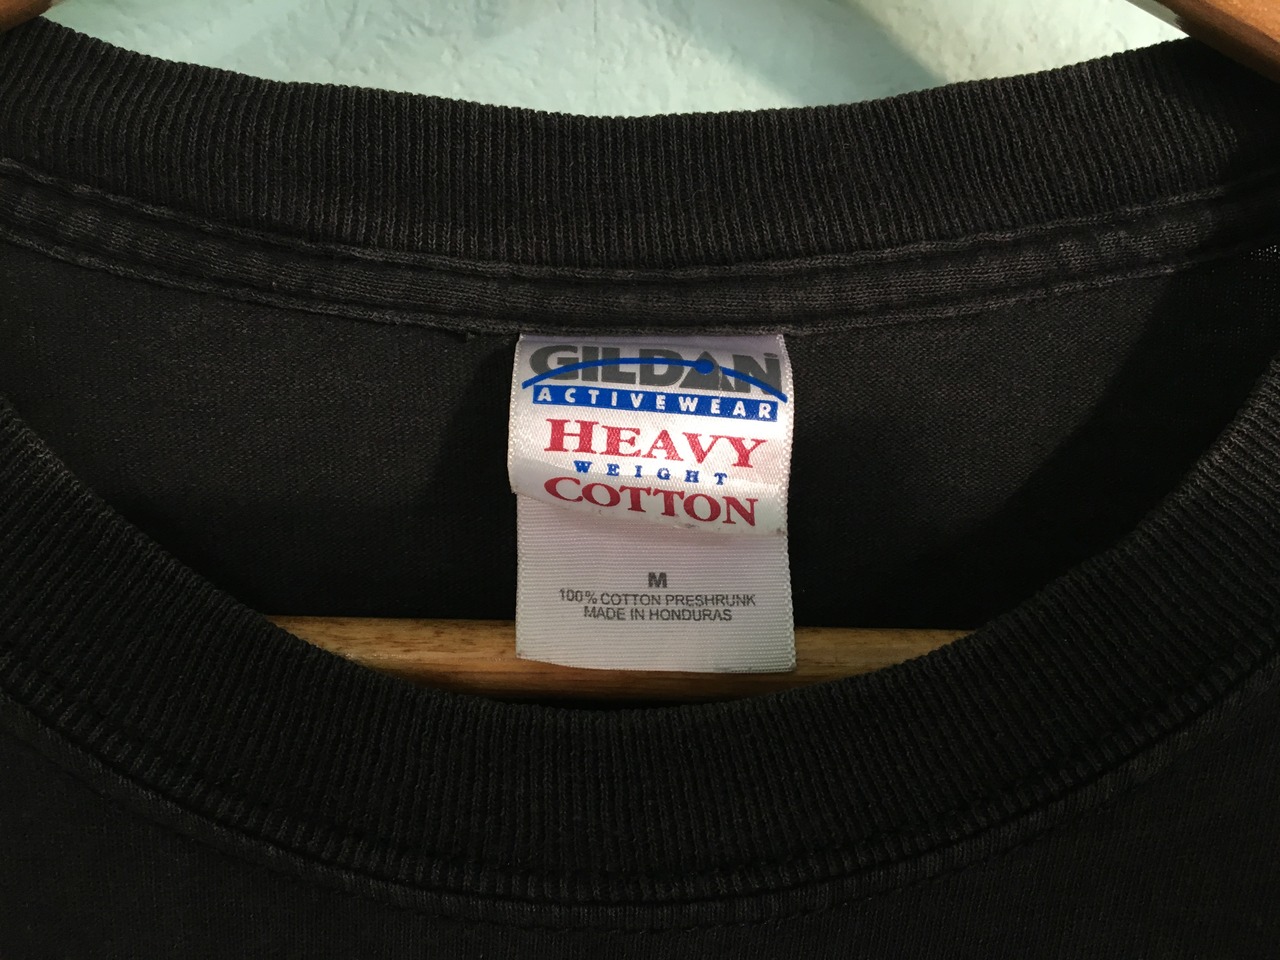 GILDAN
ACTIVEWEAR
HEAVY
WEIGHT
COTTON
M
100% COTTON PRESHRUNK
MADE IN HONDURAS